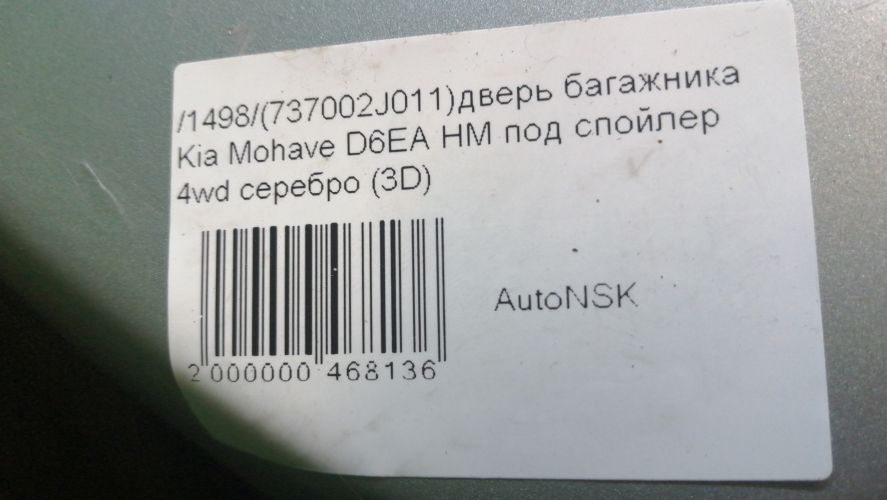 /1498/(737002J011)дверь багажника
Kia Mohave D6EA HM под спойлер
4wd серебро (3D)
AutoNSK
2 000000 468136